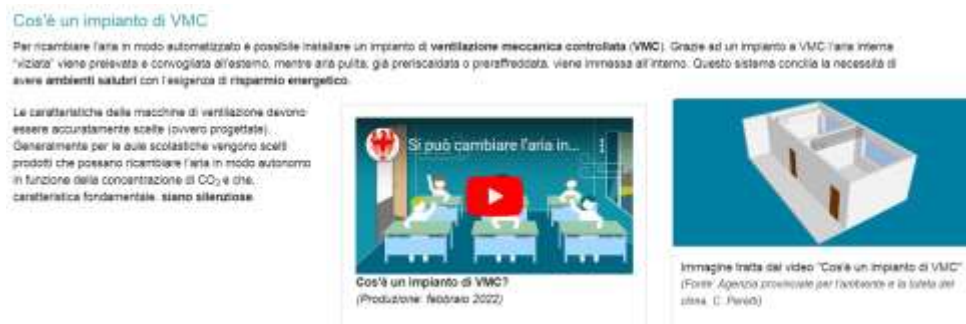 Cos'è un impianto di VMC
Per ricambiare l'aria in modo automatizzato è possibile installare un impianto di ventilazione meccanica controllata (VMC). Grazie ad un impianto a VMC l'aria interna
"viziata" viene prelevata e convogliata all'esterno, mentre aria pulita, già preriscaldata o preraffreddata, viene immessa all'interno. Questo sistema concilia la necessità di
avere ambienti salubri con l'esigenza di risparmio energetico.
Le caratteristiche delle macchine di ventilazione devono
essere accuratamente scelte (ovvero progettate).
Generalmente per le aule scolastiche vengono scelti
prodotti che possano ricambiare l'aria in modo autonomo
in funzione della concentrazione di CO₂ e che,
caratteristica fondamentale, siano silenziose.
Si può cambiare l'aria in...
Cos'è un impianto di VMC?
(Produzione: febbraio 2022)
Immagine tratta dal video "Cos'è un impianto di VMC"
(Fonte: Agenzia provinciale per l'ambiente e la tutela del
clima, C. Peretti)